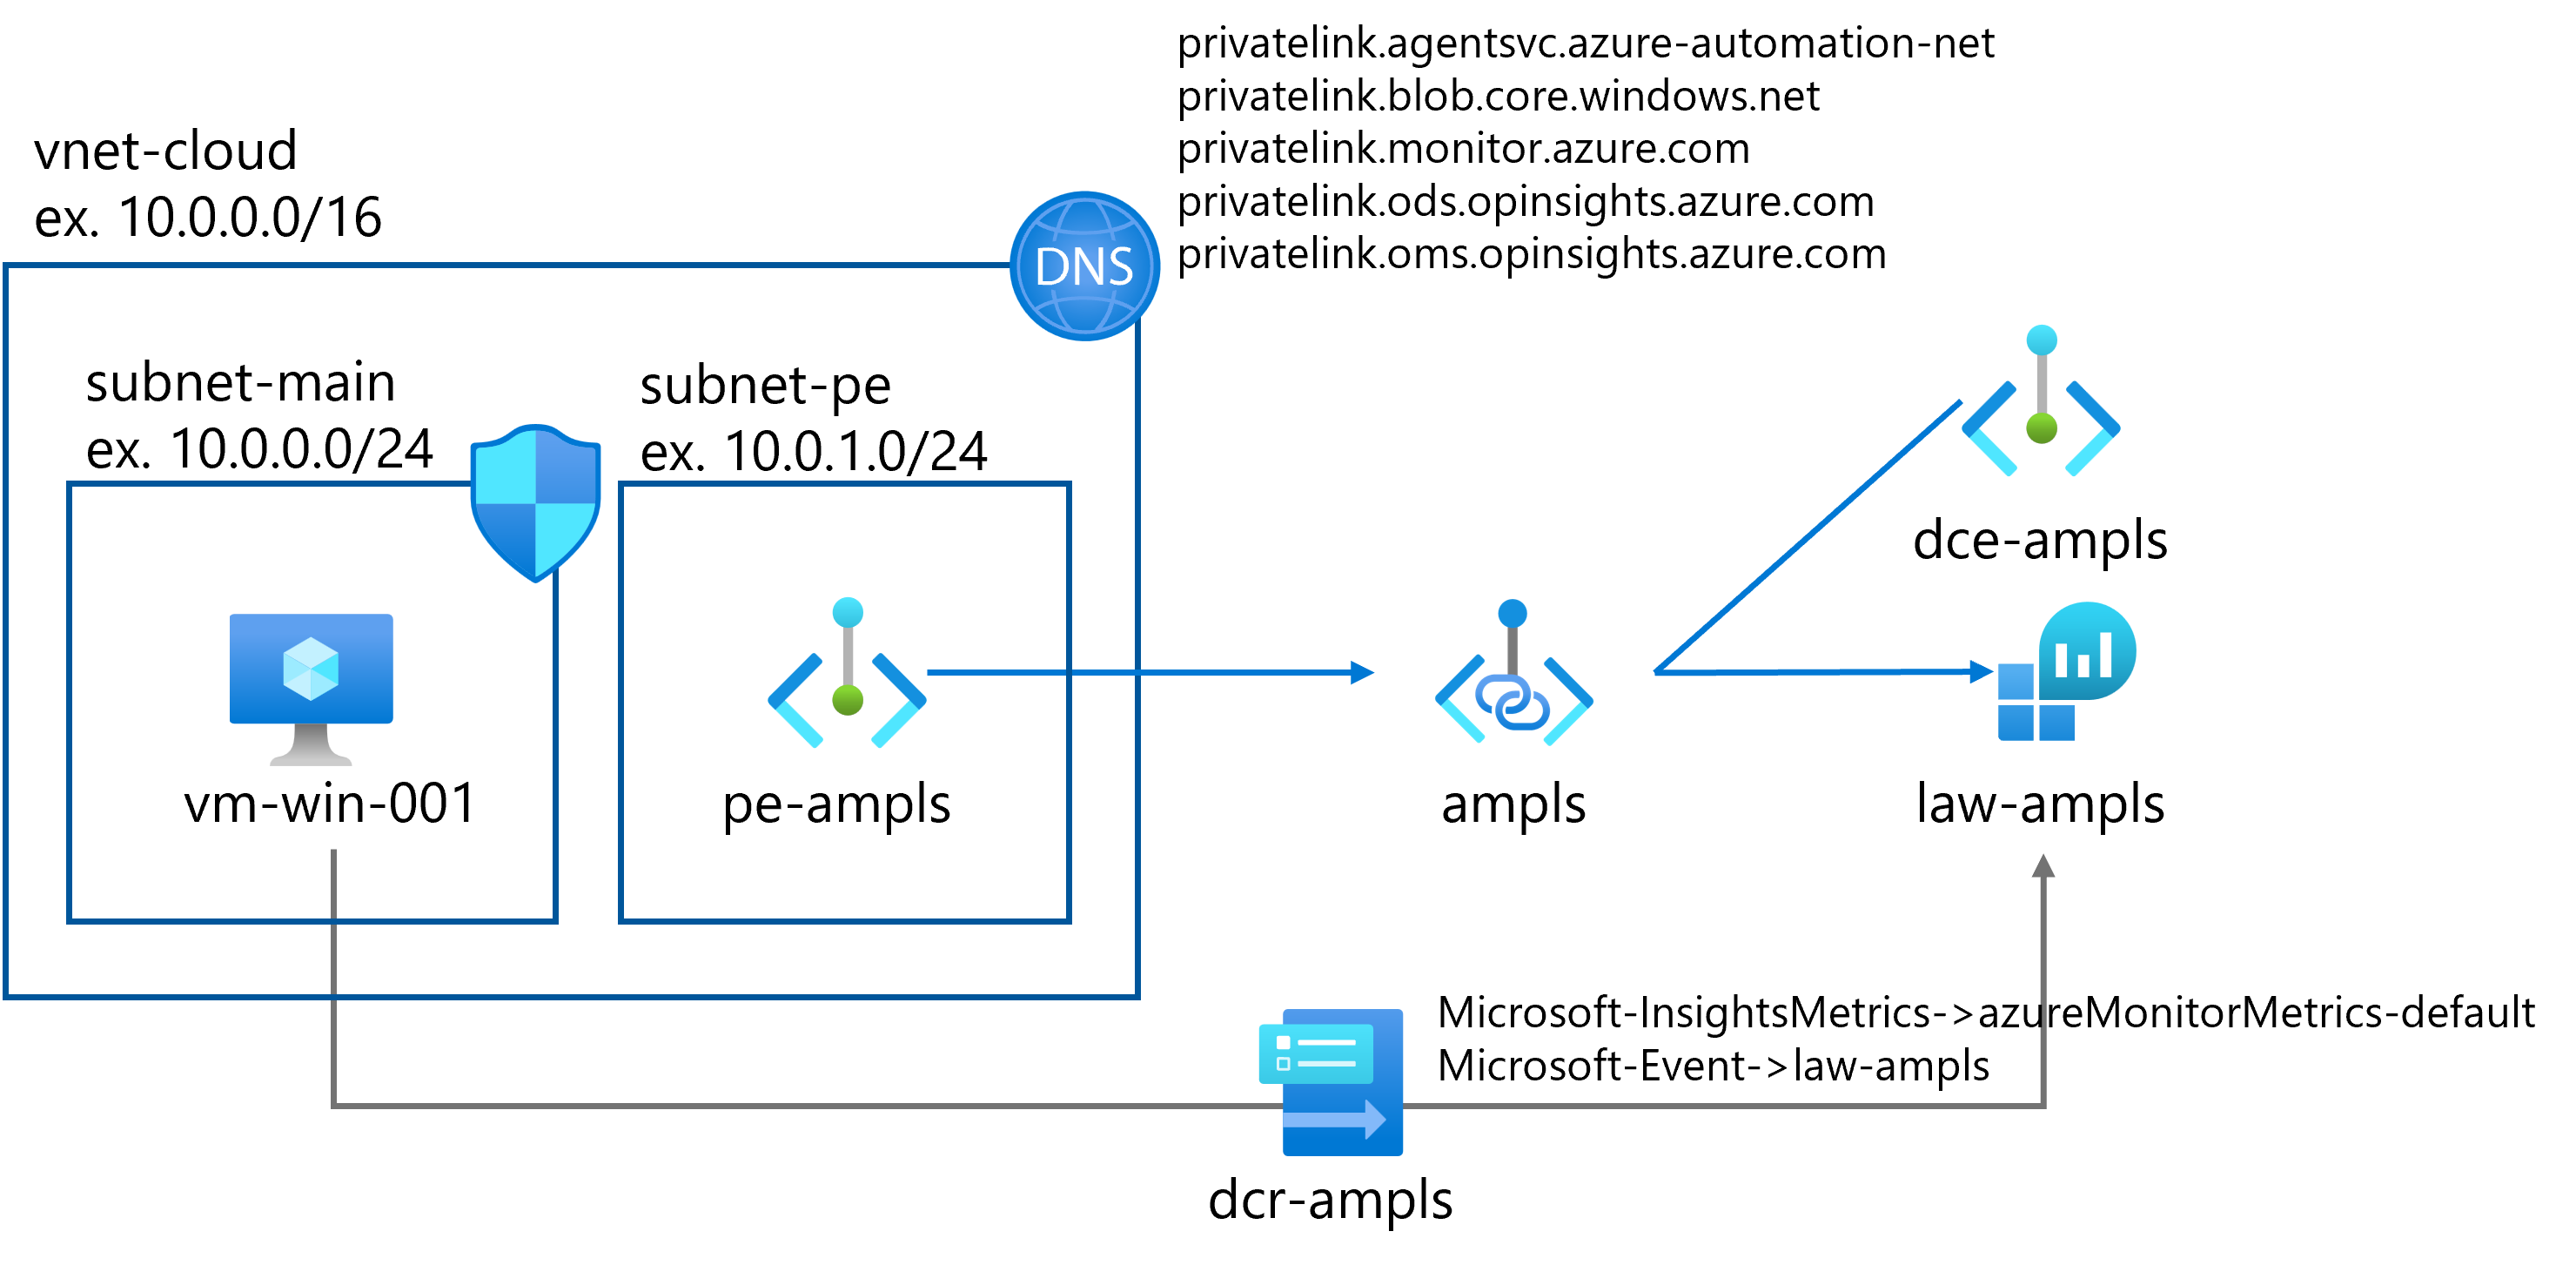 privatelink.agentsvc.azure-automation-net
privatelink.blob.core.windows.net
privatelink.monitor.azure.com
privatelink.ods.opinsights.azure.com
privatelink.oms.opinsights.azure.com
vnet-cloud
ex. 10.0.0.0/16
DNS
subnet-main
ex. 10.0.0.0/24
subnet-pe
ex. 10.0.1.0/24
dce-ampls
vm-win-001
pe-ampls
ampls
law-ampls
Microsoft-InsightsMetrics->azureMonitorMetrics-default
Microsoft-Event->law-ampls
dcr-ampls